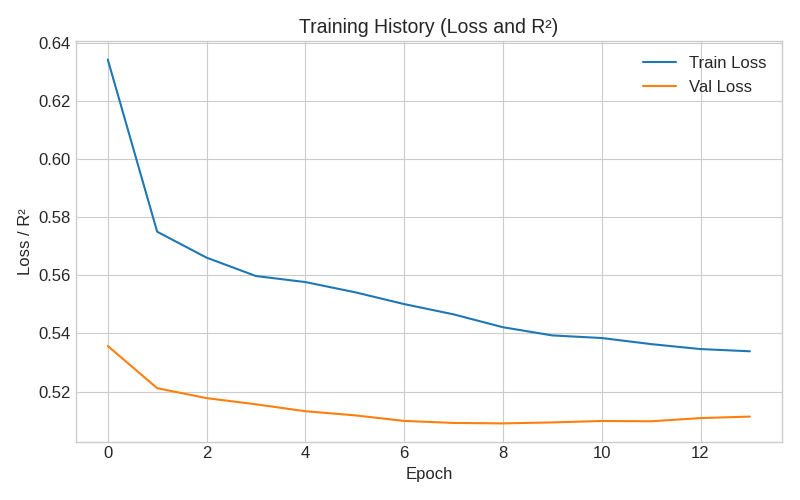 Training History (Loss and R²)
Train Loss
Val Loss
Loss / R²
0.64
0.62
0.60
0.58
0.56
0.54
0.52
0 2 4 6 8 10 12
Epoch